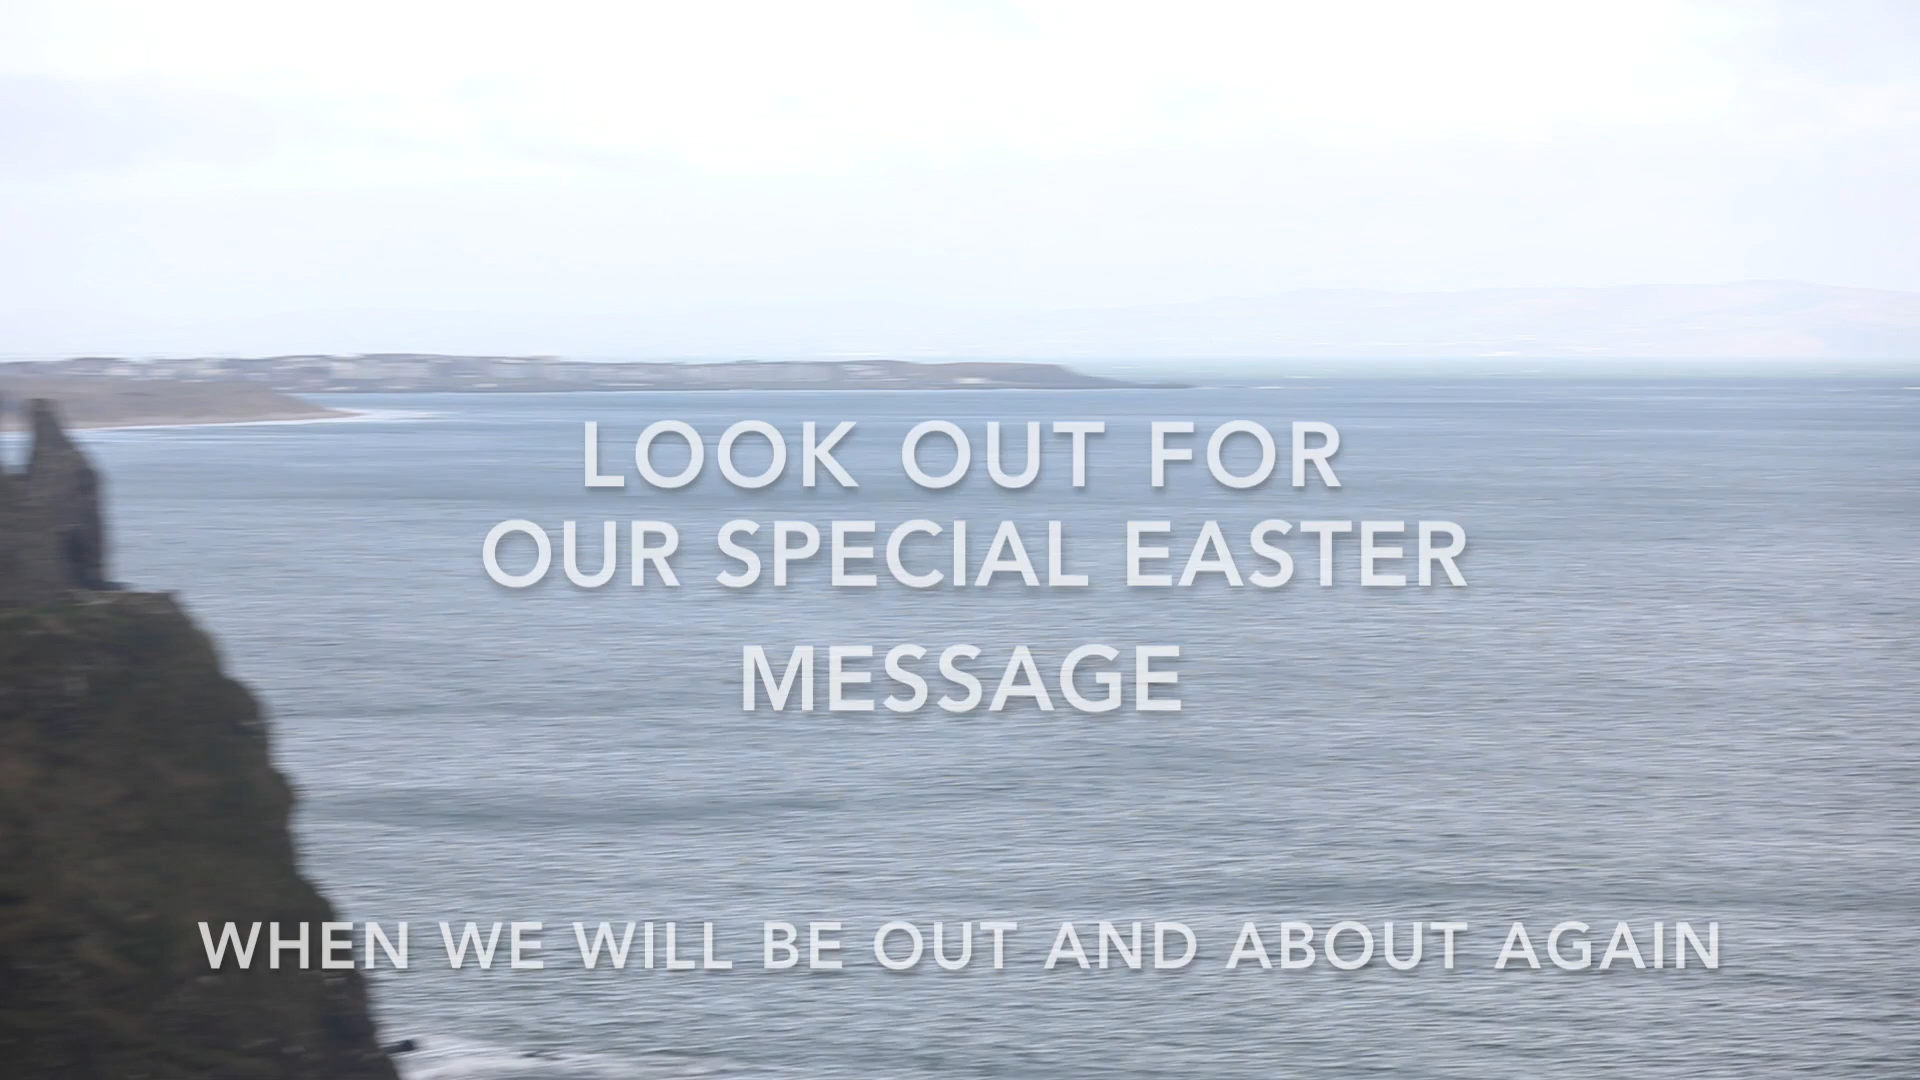 LOOK OUT FOR
OUR SPECIAL EASTER
MESSAGE
WHEN WE WILL BE OUT AND ABOUT AGAIN